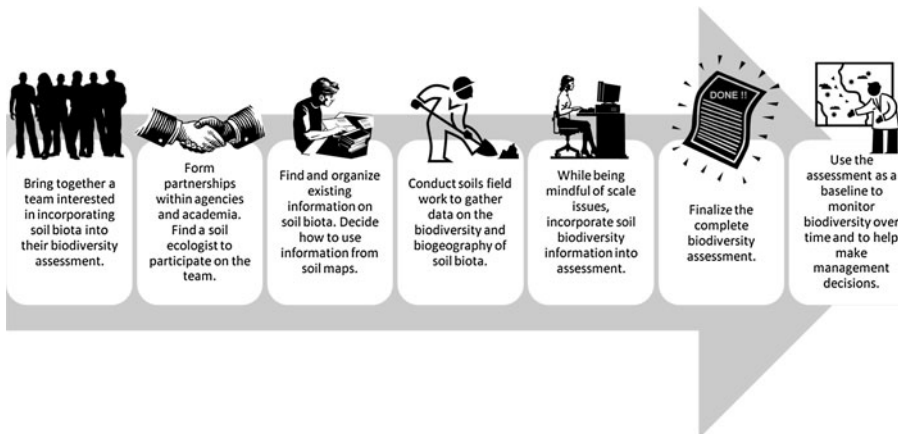 DONE !!
Bring together a
team interested
in incorporating
soil biota into
their biodiversity
assessment.
Form
partnerships
within agencies
and academia.
Find a soil
ecologist to
participate on the
team.
Find and organize
existing
information on
soil biota. Decide
how to use
information from
soil maps.
Conduct soils field
work to gather
data on the
biodiversity and
biogeography of
soil biota.
While being
mindful of scale
issues,
incorporate soil
biodiversity
information into
assessment.
Finalize the
complete
biodiversity
assessment.
Use the
assessment as a
baseline to
monitor
biodiversity over
time and to help
make
management
decisions.